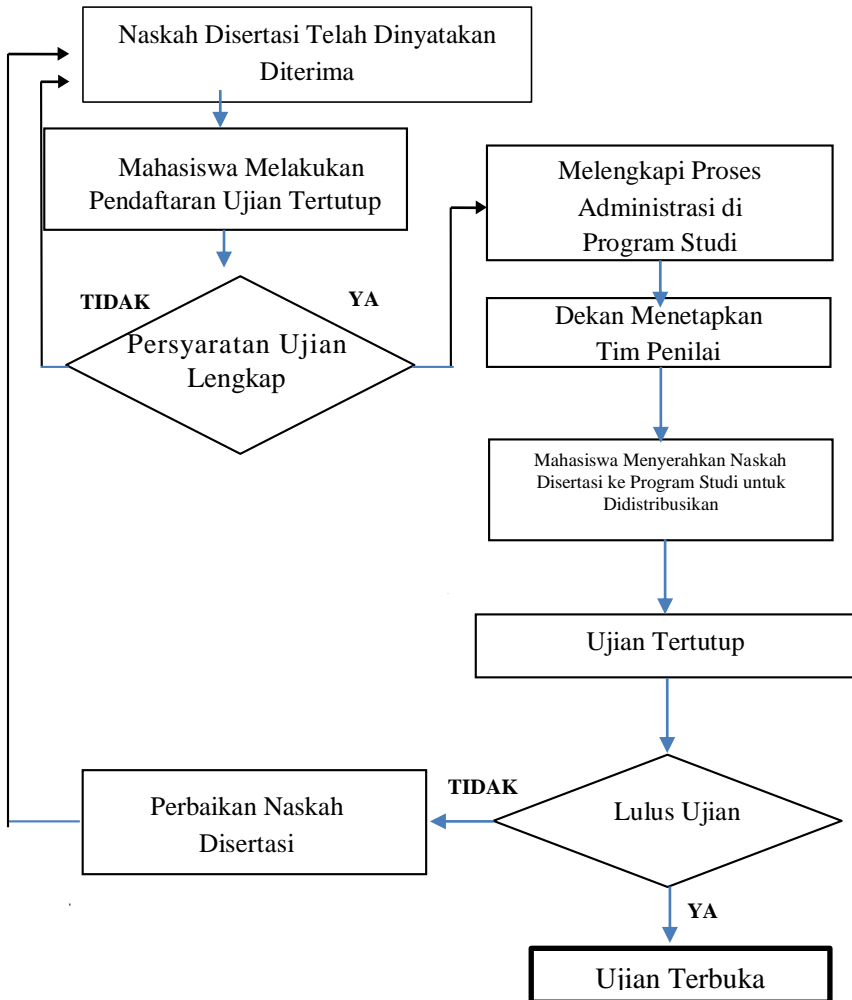 Naskah Disertasi Telah Dinyatakan
Diterima
Mahasiswa Melakukan
Pendaftaran Ujian Tertutup
TIDAK
YA
Persyaratan Ujian
Lengkap
Melengkapi Proses
Administrasi di
Program Studi
Dekan Menetapkan
Tim Penilai
Mahasiswa Menyerahkan Naskah
Disertasi ke Program Studi untuk
Didistribusikan
Ujian Tertutup
Lulus Ujian
TIDAK
Perbaikan Naskah
Disertasi
YA
Ujian Terbuka